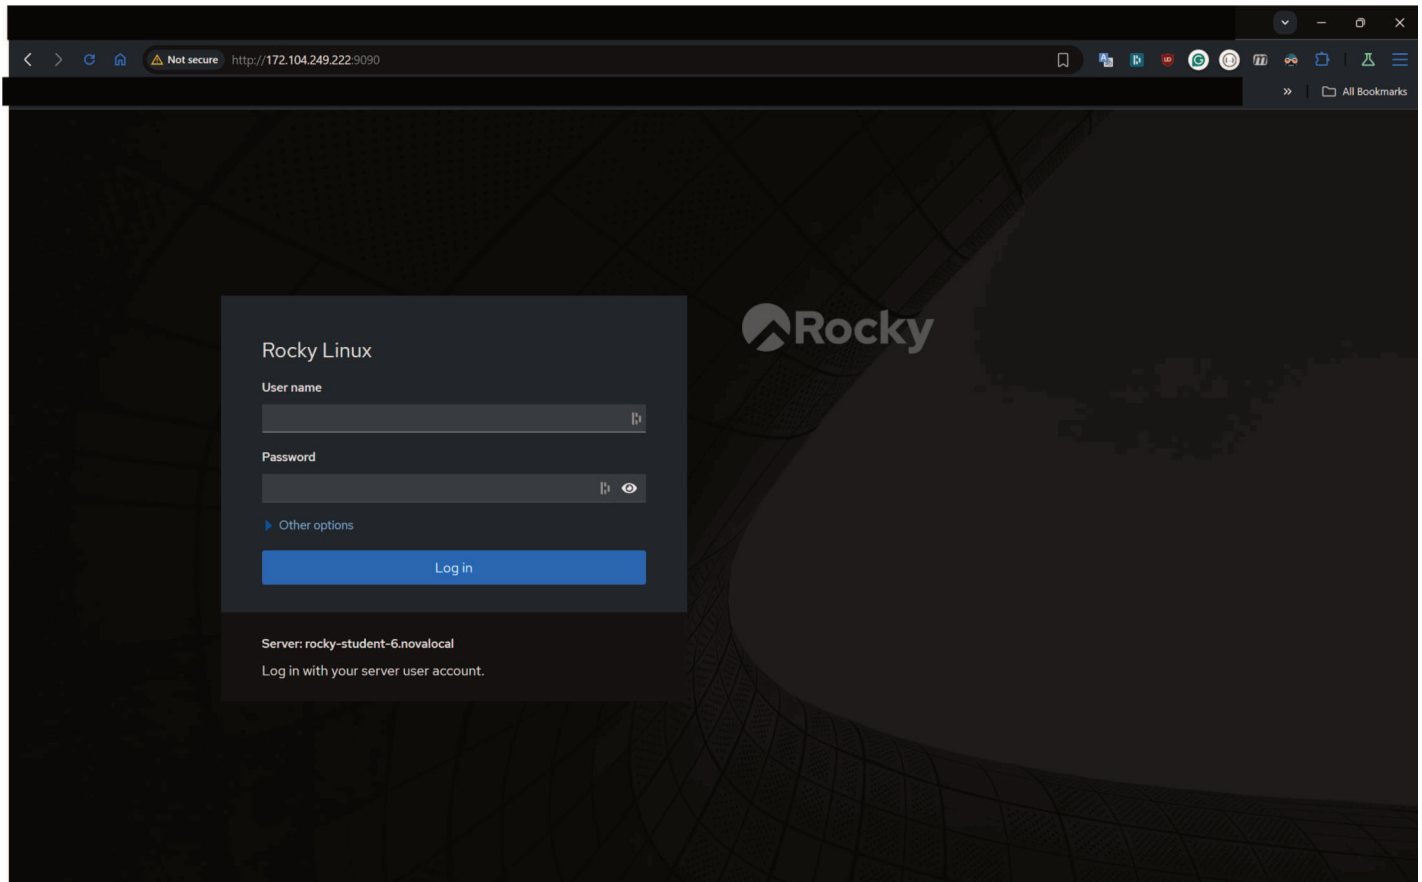 Not secure http://172.104.249.222:9090
All Bookmarks
Rocky
Rocky Linux
User name
Password
Other options
Log in
Server: rocky-student-6.novalocal
Log in with your server user account.